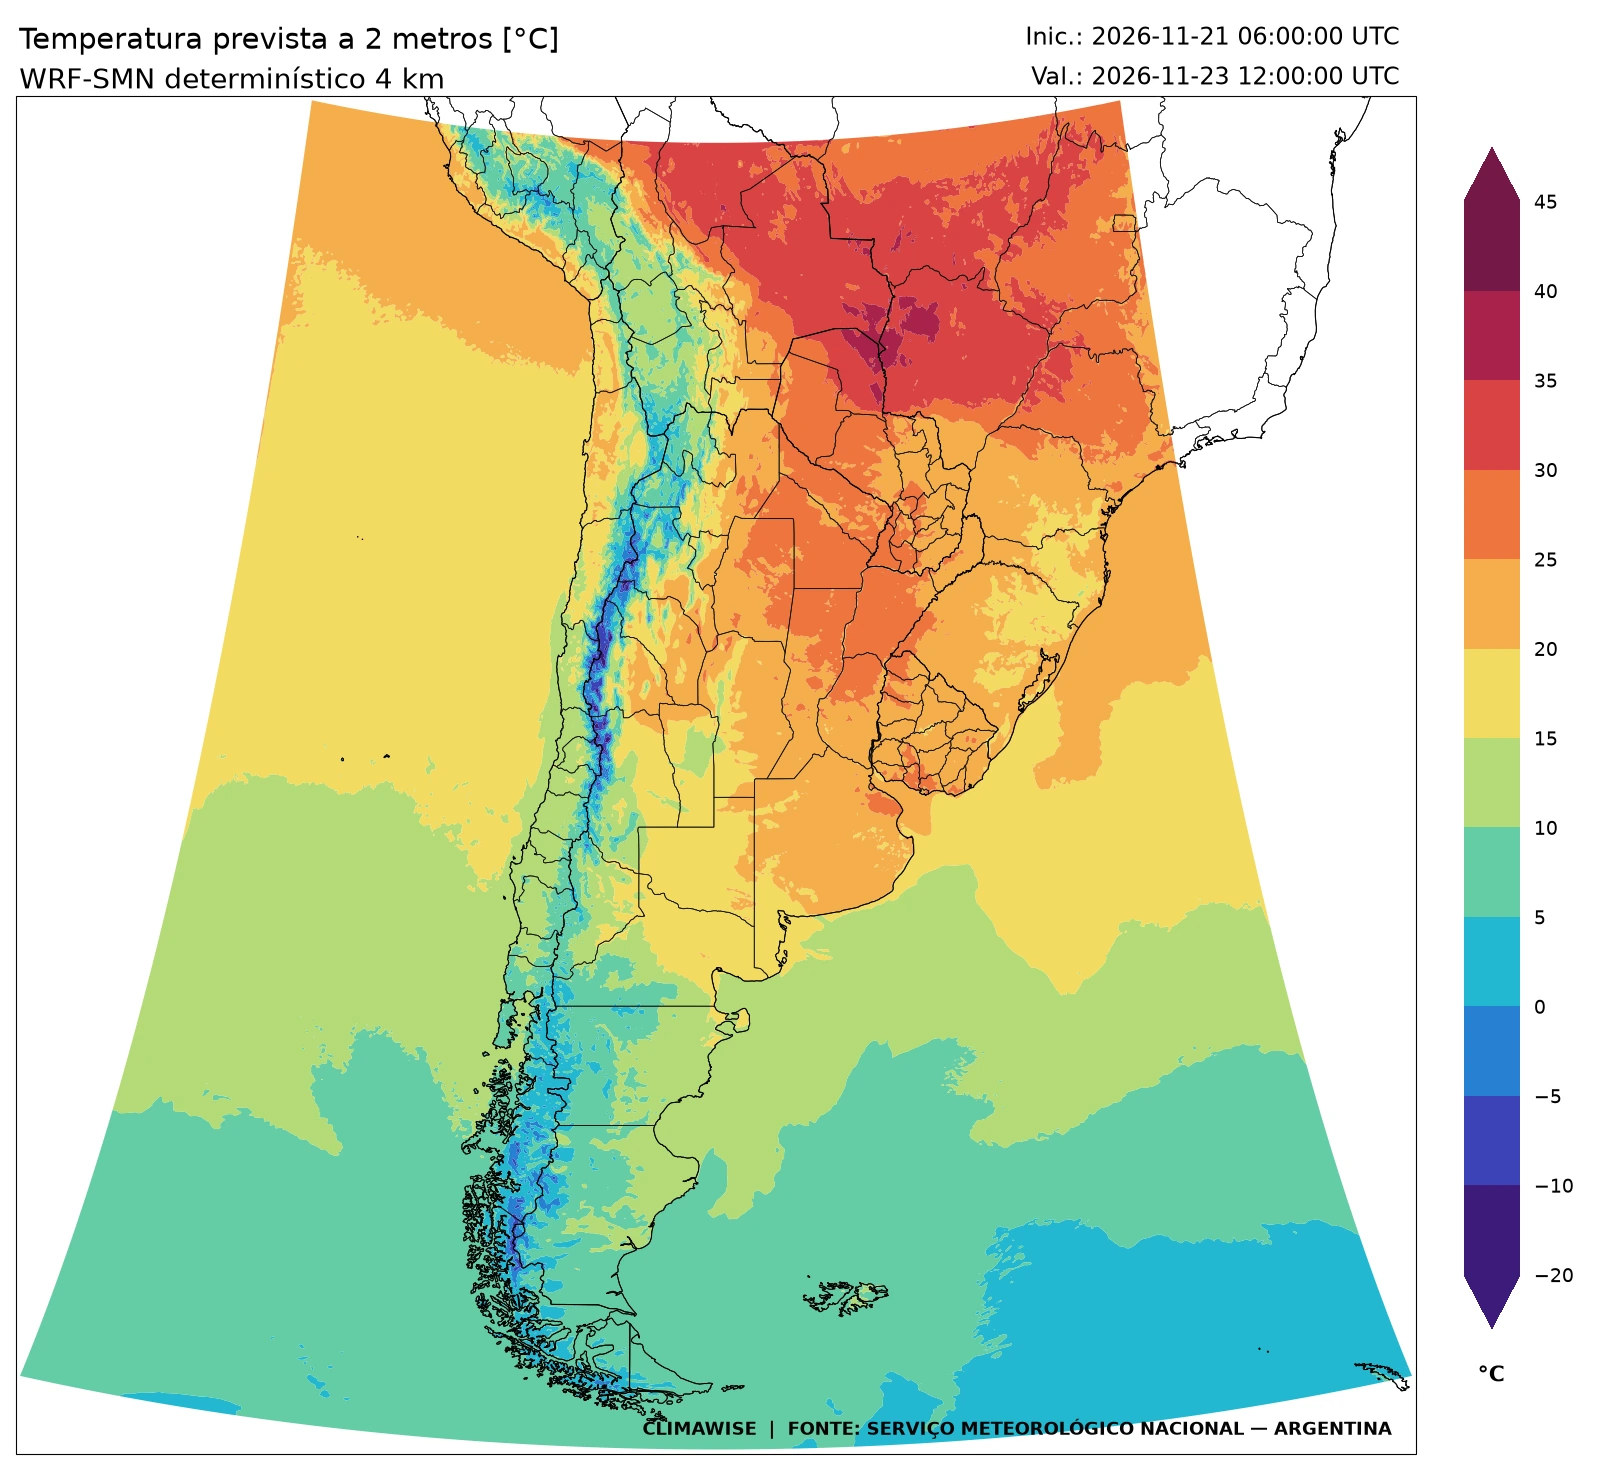 Temperatura prevista a 2 metros [°C]
WRF-SMN determinístico 4 km
Inic.: 2026-11-21 06:00:00 UTC
Val.: 2026-11-23 12:00:00 UTC
45
40
35
30
25
20
15
10
5
0
−5
−10
−20
°C
CLIMAWISE | FONTE: SERVIÇO METEOROLÓGICO NACIONAL — ARGENTINA